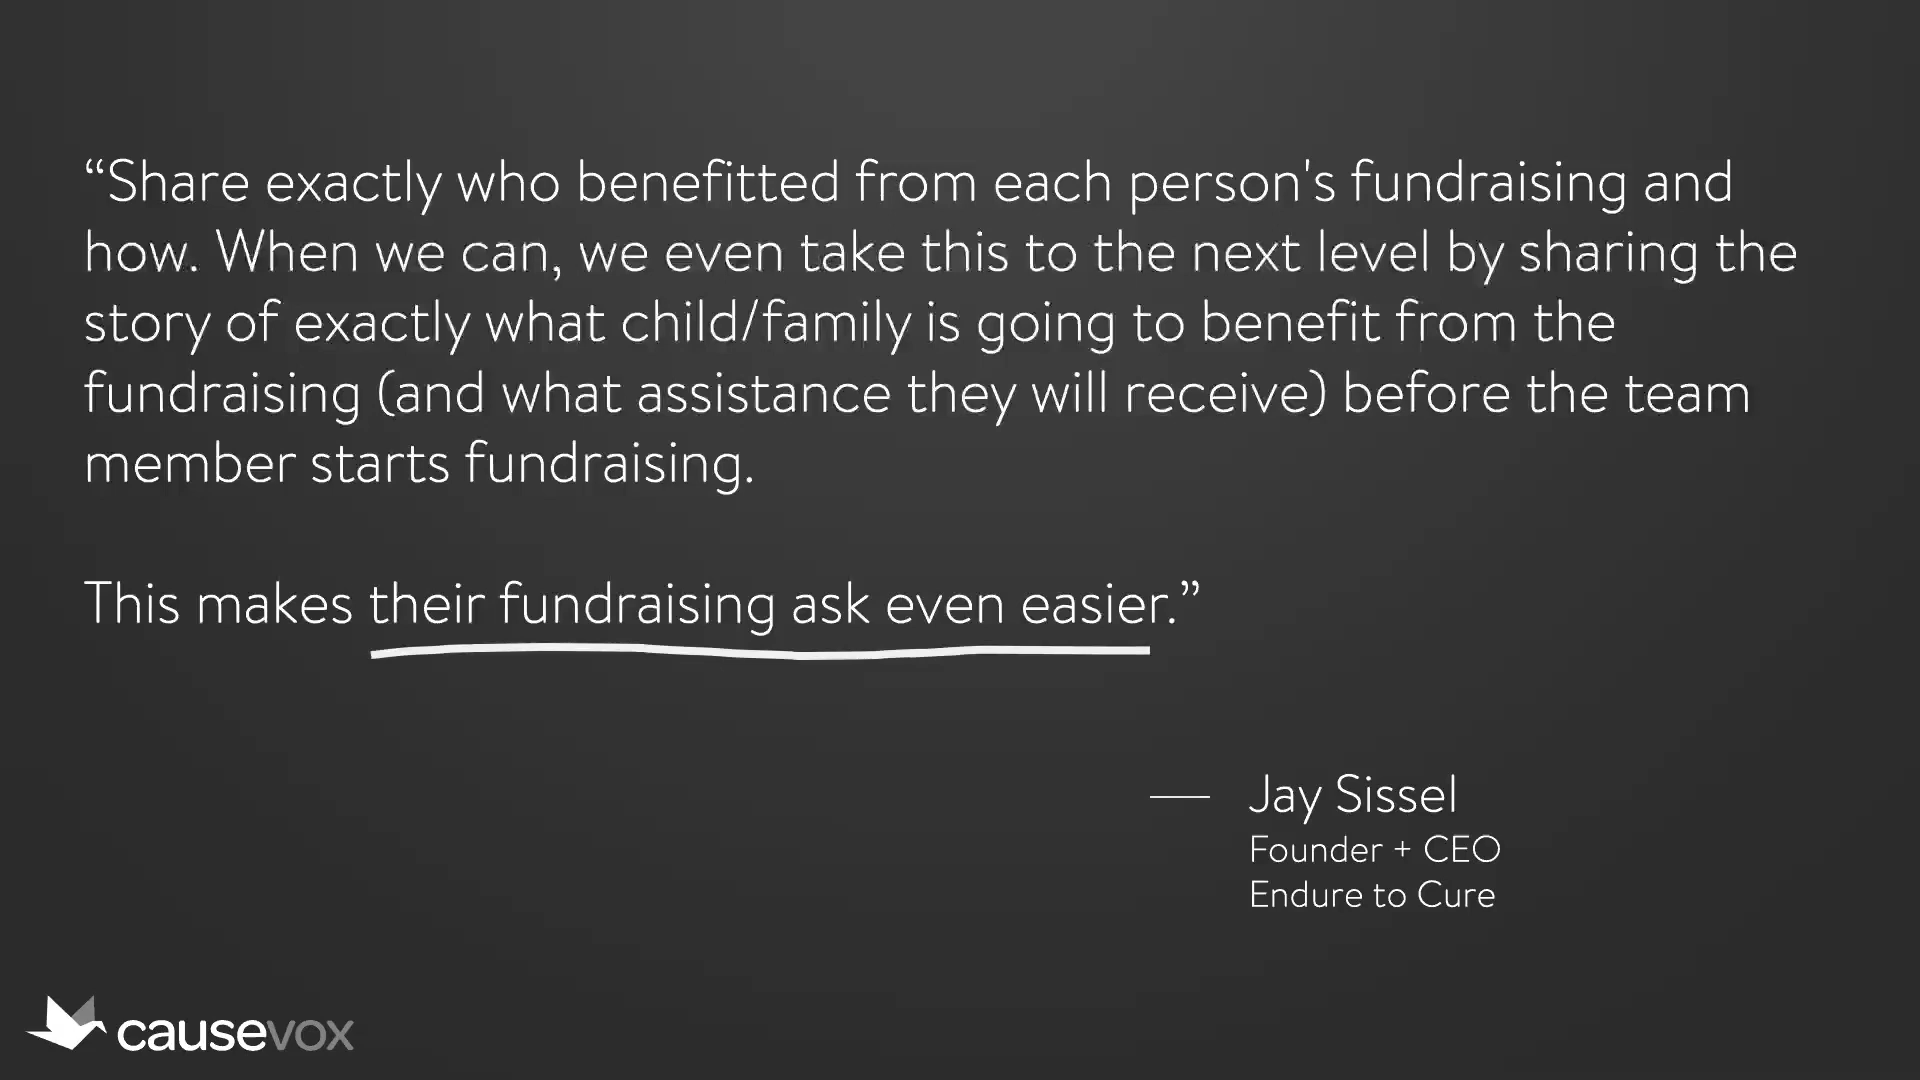 “Share exactly who benefitted from each person's fundraising and
how. When we can, we even take this to the next level by sharing the
story of exactly what child/family is going to benefit from the
fundraising (and what assistance they will receive) before the team
member starts fundraising.
This makes their fundraising ask even easier.”
— Jay Sissel
Founder + CEO
Endure to Cure
causevox